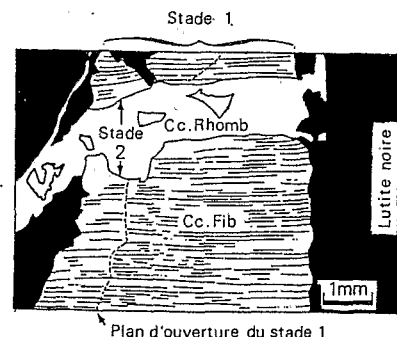 Stade 1
Cc.Rhomb
Stade
2
Cc.Fib
Lutite noire
1mm
Plan d'ouverture du stade 1